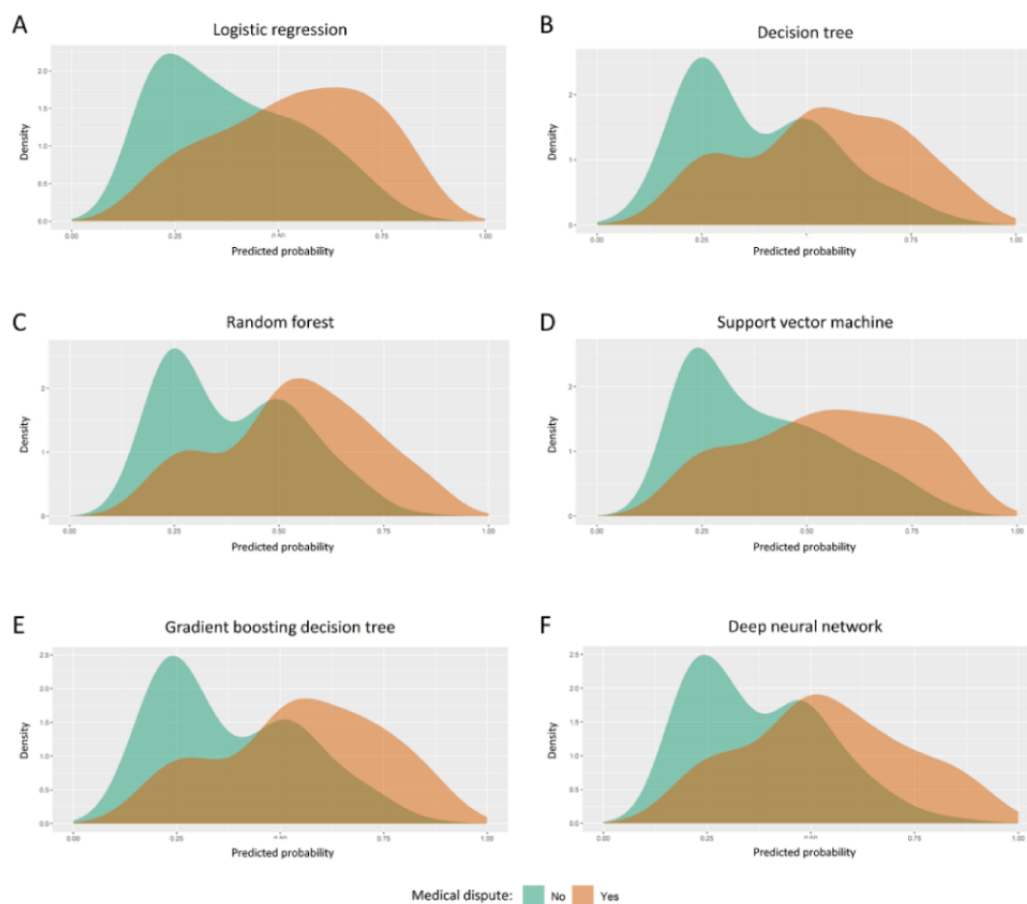 A
Logistic regression
2.0
1.5
1.0
0.5
0.0
Density
0.00 0.25 0.50 0.75 1.00
Predicted probability
B
Decision tree
2
1
0
Density
0.00 0.25 0.75 1.00
Predicted probability
C
Random forest
2
1
0
Density
0.00 0.25 0.50 0.75 1.00
Predicted probability
D
Support vector machine
2
1
0
Density
0.00 0.25 0.50 0.75 1.00
Predicted probability
E
Gradient boosting decision tree
2.5
2.0
1.5
1.0
0.5
0.0
Density
0.00 0.25 0.75 1.00
Predicted probability
F
Deep neural network
2.5
2.0
1.5
1.0
0.5
0.0
Density
0.00 0.25 0.75 1.00
Predicted probability
Medical dispute: No Yes